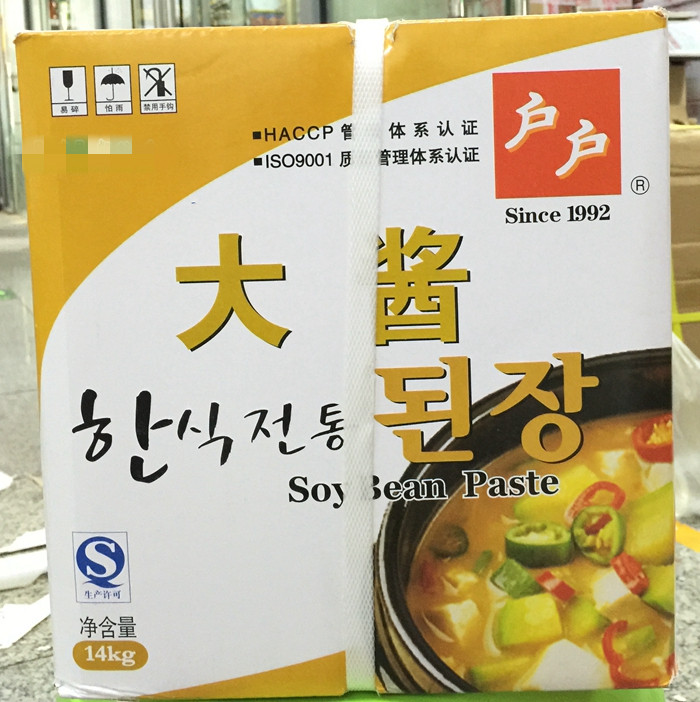 易碎
怕雨
禁用手钩
■HACCP 管 体系认证
■ISO9001 质 管理体系认证
户户
®
Since 1992
大酱
한식전통 된장
Soy Bean Paste
S
生产许可
净含量
14kg